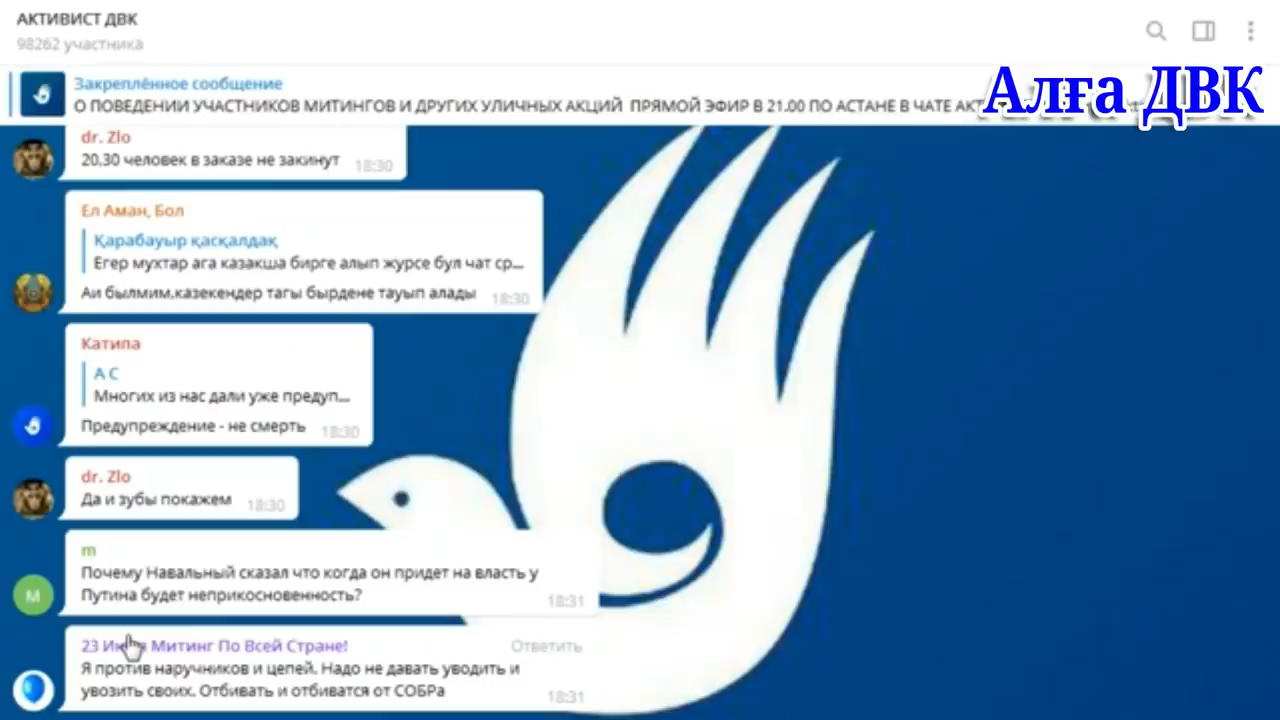 АКТИВИСТ ДВК
98262 участника
Закреплённое сообщение
О ПОВЕДЕНИИ УЧАСТНИКОВ МИТИНГОВ И ДРУГИХ УЛИЧНЫХ АКЦИЙ ПРЯМОЙ ЭФИР В 21.00 ПО АСТАНЕ В ЧАТЕ
Алға ДВК
dr. Zlo
20,30 человек в заказе не закинут 18:30
Ел Аман, Бол
Қарабауыр қасқалдақ
Егер мухтар ага казакша бирге алып журсе бул чат ср...
Аи былмим,казекендер тагы бырдене тауып алады 18:30
Катипа
А С
Многих из нас дали уже предуп...
Предупреждение - не смерть 18:30
dr. Zlo
Да и зубы покажем 18:30
m
Почему Навальный сказал что когда он придет на власть у
Путина будет неприкосновенность? 18:31
М
23 Июня Митинг По Всей Стране! Ответить
Я против наручников и цепей. Надо не давать уводить и
увозить своих. Отбивать и отбиватся от СОБРа 18:31